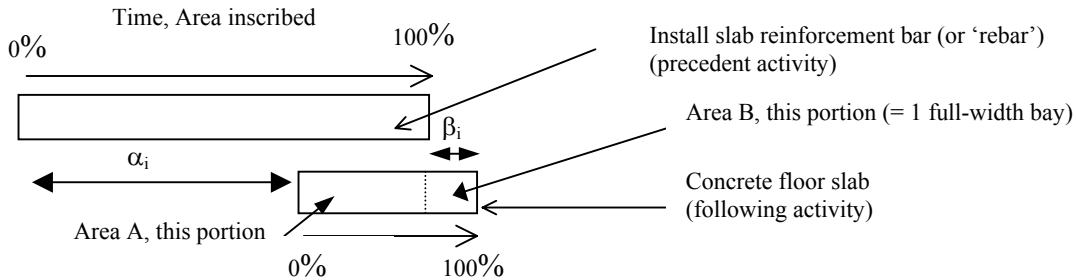 Time, Area inscribed
0%
100%
Install slab reinforcement bar (or ‘rebar’)
(precedent activity)
Area B, this portion (= 1 full-width bay)
βi
αi
Concrete floor slab
(following activity)
Area A, this portion
0%
100%